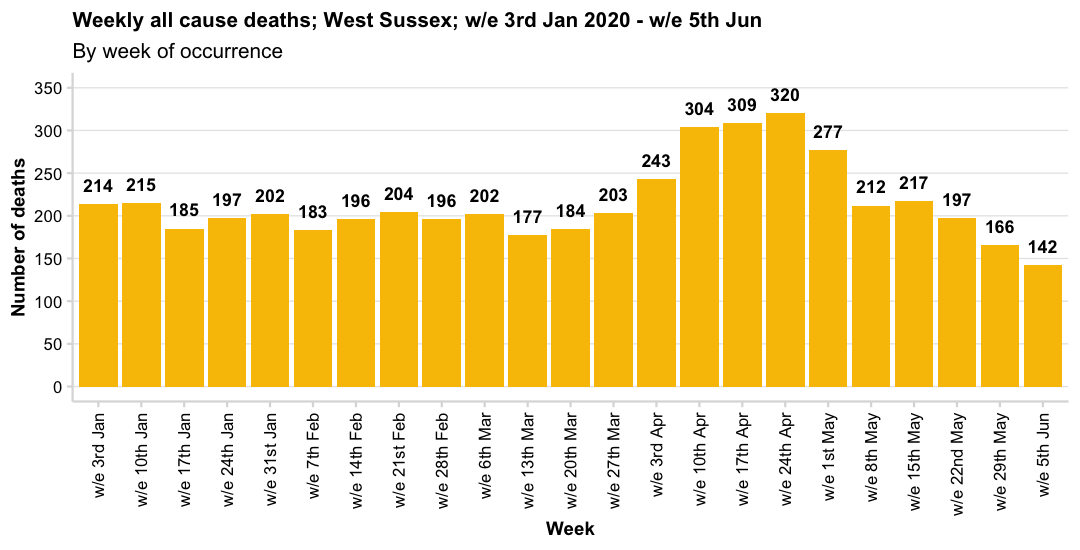 Weekly all cause deaths; West Sussex; w/e 3rd Jan 2020 - w/e 5th Jun
By week of occurrence
Number of deaths
350
300
250
200
150
100
50
0
214
215
185
197
202
183
196
204
196
202
177
184
203
243
304
309
320
277
212
217
197
166
142
w/e 3rd Jan
w/e 10th Jan
w/e 17th Jan
w/e 24th Jan
w/e 31st Jan
w/e 7th Feb
w/e 14th Feb
w/e 21st Feb
w/e 28th Feb
w/e 6th Mar
w/e 13th Mar
w/e 20th Mar
w/e 27th Mar
w/e 3rd Apr
w/e 10th Apr
w/e 17th Apr
w/e 24th Apr
w/e 1st May
w/e 8th May
w/e 15th May
w/e 22nd May
w/e 29th May
w/e 5th Jun
Week